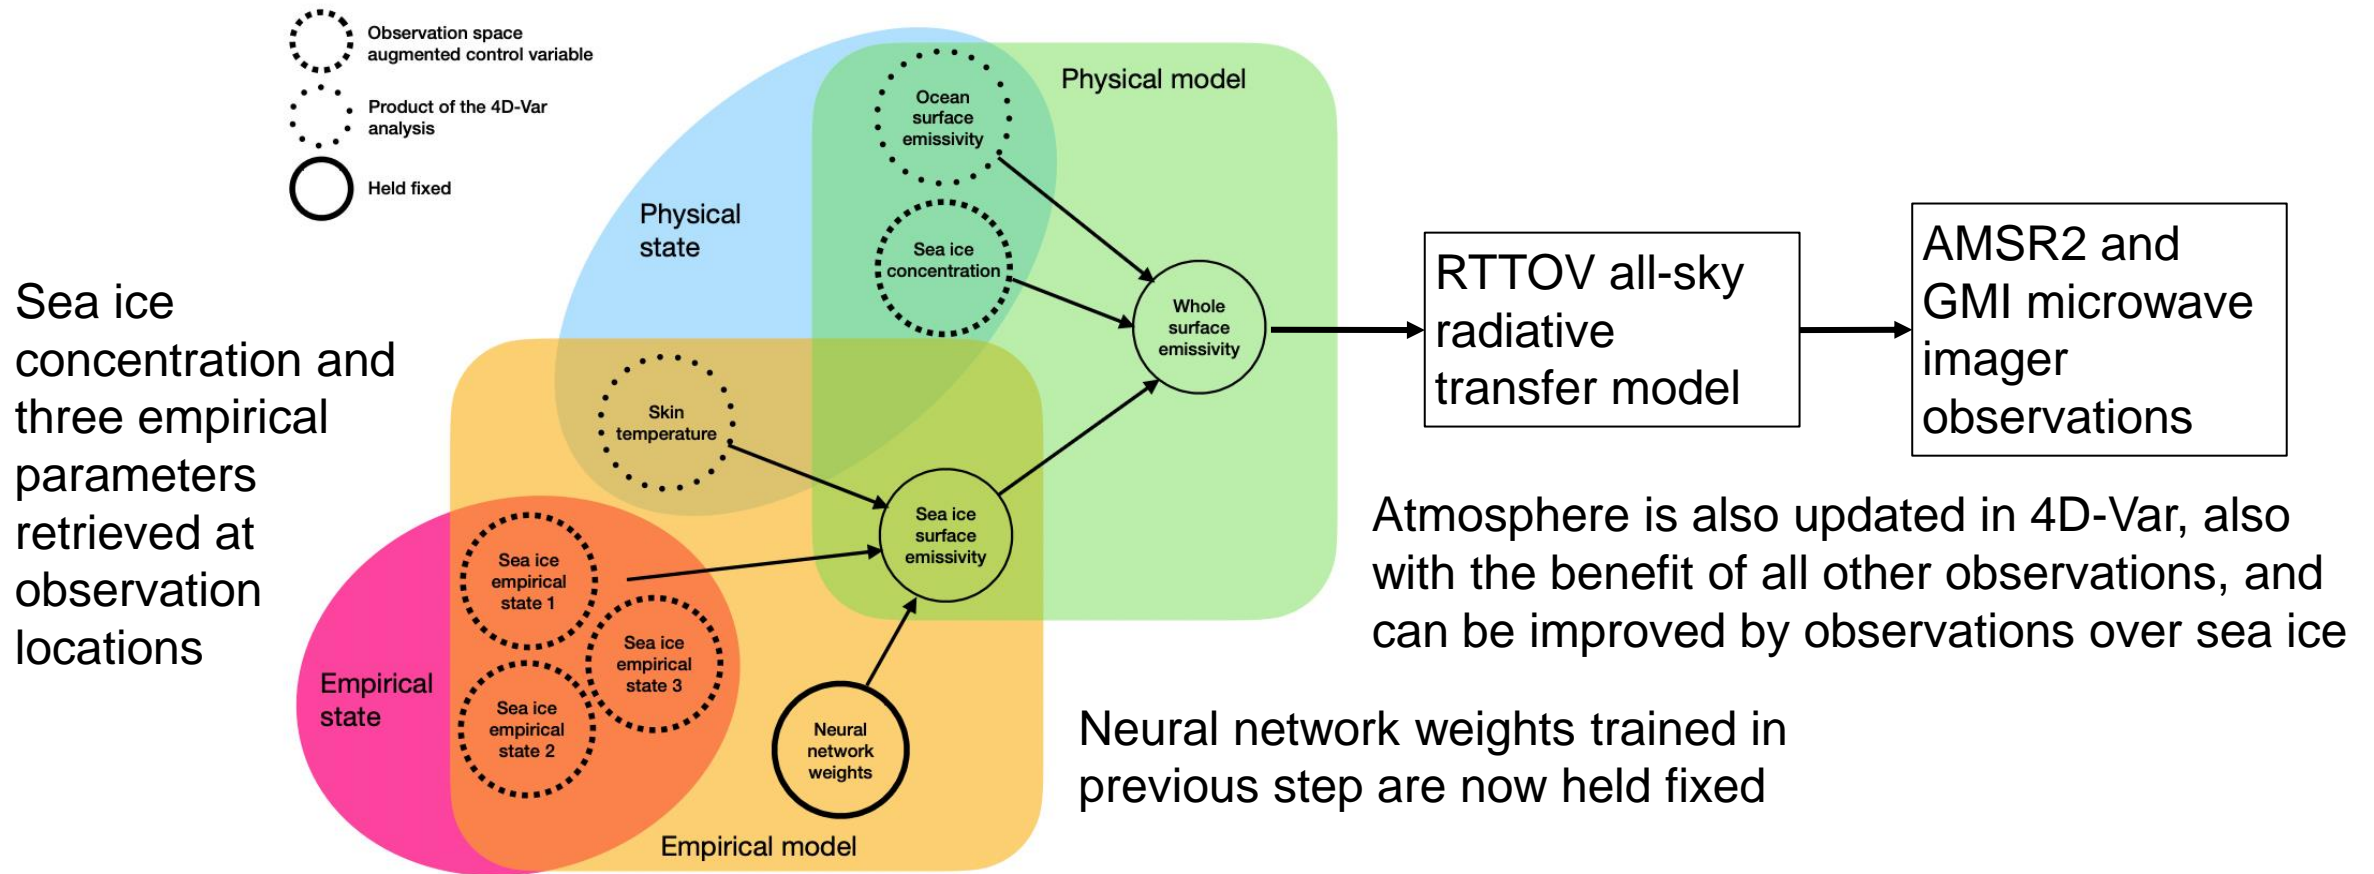 Observation space
augmented control variable
Product of the 4D-Var
analysis
Held fixed
Sea ice
concentration and
three empirical
parameters
retrieved at
observation
locations
Physical
state
Physical model
Ocean
surface
emissivity
Sea ice
concentration
Whole
surface
emissivity
Skin
temperature
Sea ice
surface
emissivity
Sea ice
empirical
state 1
Sea ice
empirical
state 3
Sea ice
empirical
state 2
Empirical
state
Neural
network
weights
Empirical model
RTTOV all-sky
radiative
transfer model
AMSR2 and
GMI microwave
imager
observations
Atmosphere is also updated in 4D-Var, also
with the benefit of all other observations, and
can be improved by observations over sea ice
Neural network weights trained in
previous step are now held fixed